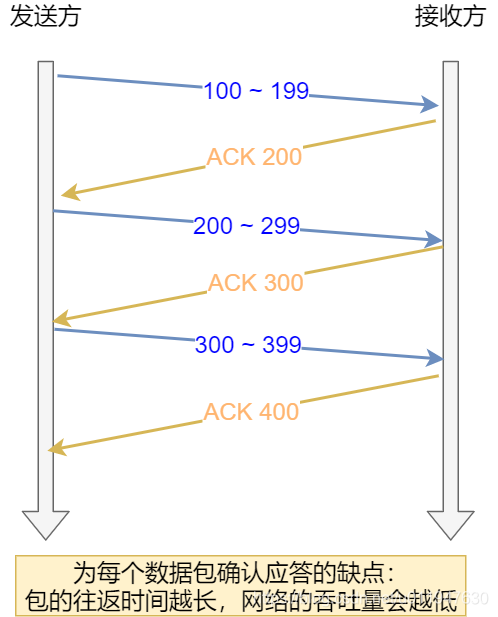 发送方
接收方
100 ~ 199
ACK 200
200 ~ 299
ACK 300
300 ~ 399
ACK 400
为每个数据包确认应答的缺点：
包的往返时间越长，网络的吞吐量会越低